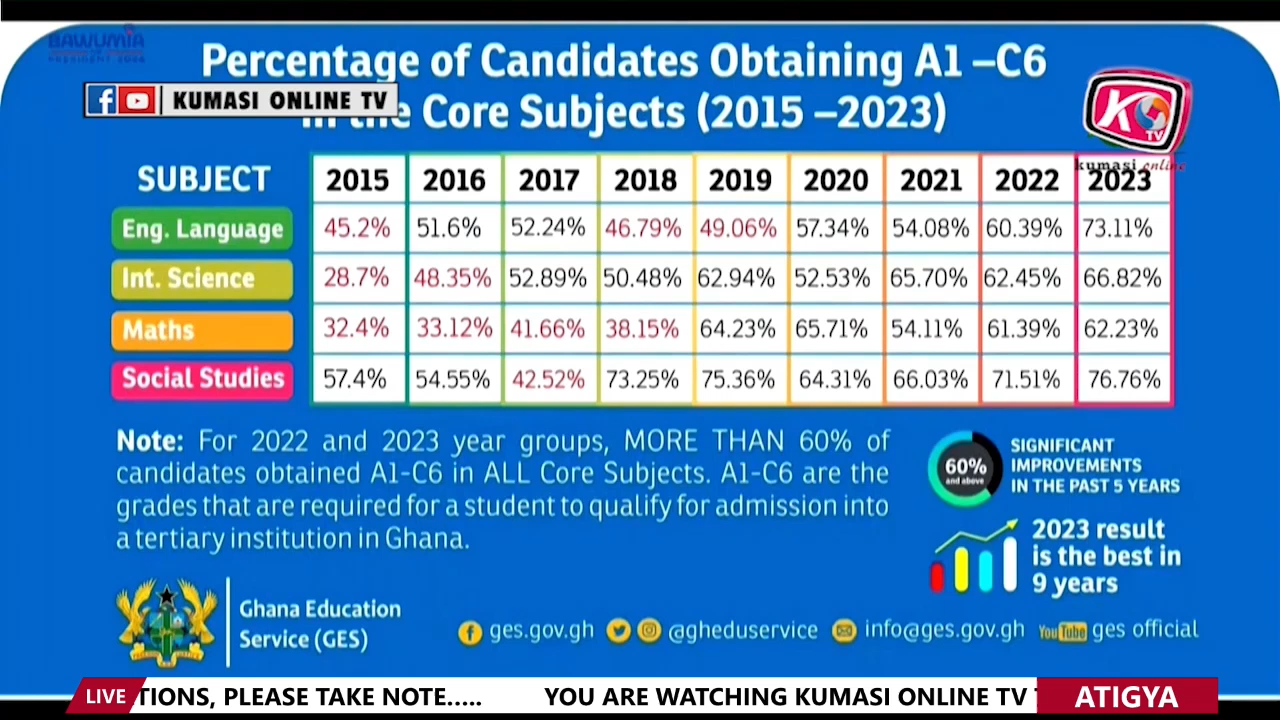 BAWUMIA
Percentage of Candidates Obtaining A1 –C6
KUMASI ONLINE TV
in the Core Subjects (2015 –2023)
K TV
kumasi online
SUBJECT 2015 2016 2017 2018 2019 2020 2021 2022 2023
Eng. Language 45.2% 51.6% 52.24% 46.79% 49.06% 57.34% 54.08% 60.39% 73.11%
Int. Science 28.7% 48.35% 52.89% 50.48% 62.94% 52.53% 65.70% 62.45% 66.82%
Maths 32.4% 33.12% 41.66% 38.15% 64.23% 65.71% 54.11% 61.39% 62.23%
Social Studies 57.4% 54.55% 42.52% 73.25% 75.36% 64.31% 66.03% 71.51% 76.76%
Note: For 2022 and 2023 year groups, MORE THAN 60% of
candidates obtained A1-C6 in ALL Core Subjects. A1-C6 are the
grades that are required for a student to qualify for admission into
a tertiary institution in Ghana.
60%
and above
SIGNIFICANT
IMPROVEMENTS
IN THE PAST 5 YEARS
2023 result
is the best in
9 years
Ghana Education
Service (GES)
ges.gov.gh @gheduservice info@ges.gov.gh YouTube ges official
LIVE TIONS, PLEASE TAKE NOTE..... YOU ARE WATCHING KUMASI ONLINE TV ATIGYA